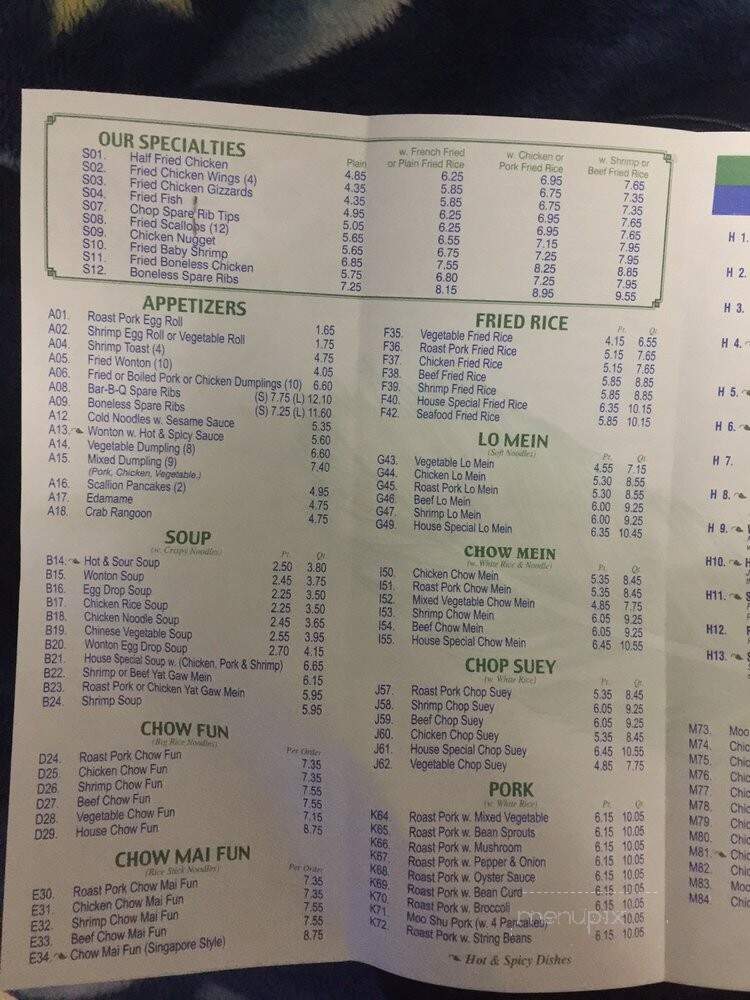 OUR SPECIALTIES
Plain w. French Fried or Plain Fried Rice w. Chicken or Pork Fried Rice w. Shrimp or Beef Fried Rice
S01. Half Fried Chicken 4.85 6.25 6.95 7.65
S02. Fried Chicken Wings (4) 4.35 5.85 6.75 7.35
S03. Fried Chicken Gizzards 4.35 5.85 6.75 7.35
S04. Fried Fish 4.95 6.25 6.95 7.65
S07. Chop Spare Rib Tips 5.05 6.25 6.95 7.65
S08. Fried Scallops (12) 5.65 6.55 7.15 7.95
S09. Chicken Nugget 5.65 6.75 7.25 7.95
S10. Fried Baby Shrimp 6.85 7.55 8.25 8.85
S11. Fried Boneless Chicken 5.75 6.80 7.25 7.95
S12. Boneless Spare Ribs 7.25 8.15 8.95 9.55
APPETIZERS
A01. Roast Pork Egg Roll 1.65
A02. Shrimp Egg Roll or Vegetable Roll 1.75
A04. Shrimp Toast (4) 4.75
A05. Fried Wonton (10) 4.05
A06. Fried or Boiled Pork or Chicken Dumplings (10) 6.60
A08. Bar-B-Q Spare Ribs (S) 7.75 (L) 12.10
A09. Boneless Spare Ribs (S) 7.25 (L) 11.60
A12. Cold Noodles w. Sesame Sauce 5.35
A13. Wonton w. Hot & Spicy Sauce 5.60
A14. Vegetable Dumpling (8) 6.60
A15. Mixed Dumpling (9) 7.40
(Pork, Chicken, Vegetable.)
A16. Scallion Pancakes (2) 4.95
A17. Edamame 4.75
A18. Crab Rangoon 4.75
SOUP
(w. Crispy Noodles) Pt. Qt.
B14. Hot & Sour Soup 2.50 3.80
B15. Wonton Soup 2.45 3.75
B16. Egg Drop Soup 2.25 3.50
B17. Chicken Rice Soup 2.25 3.50
B18. Chicken Noodle Soup 2.45 3.65
B19. Chinese Vegetable Soup 2.55 3.95
B20. Wonton Egg Drop Soup 2.70 4.15
B21. House Special Soup w. (Chicken, Pork & Shrimp) 6.65
B22. Shrimp or Beef Yat Gaw Mein 6.15
B23. Roast Pork or Chicken Yat Gaw Mein 5.95
B24. Shrimp Soup 5.95
CHOW FUN
(Big Rice Noodles) Per Order
D24. Roast Pork Chow Fun 7.35
D25. Chicken Chow Fun 7.35
D26. Shrimp Chow Fun 7.55
D27. Beef Chow Fun 7.55
D28. Vegetable Chow Fun 7.15
D29. House Chow Fun 8.75
CHOW MAI FUN
(Rice Stick Noodles) Per Order
E30. Roast Pork Chow Mai Fun 7.35
E31. Chicken Chow Mai Fun 7.35
E32. Shrimp Chow Mai Fun 7.55
E33. Beef Chow Mai Fun 7.55
E34. Chow Mai Fun (Singapore Style) 8.75
FRIED RICE
Pt. Qt.
F35. Vegetable Fried Rice 4.15 6.55
F36. Roast Pork Fried Rice 5.15 7.65
F37. Chicken Fried Rice 5.15 7.65
F38. Beef Fried Rice 5.85 8.85
F39. Shrimp Fried Rice 5.85 8.85
F40. House Special Fried Rice 6.35 10.15
F42. Seafood Fried Rice 5.85 10.15
LO MEIN
(Soft Noodles) Pt. Qt.
G43. Vegetable Lo Mein 4.55 7.15
G44. Chicken Lo Mein 5.30 8.55
G45. Roast Pork Lo Mein 5.30 8.55
G46. Beef Lo Mein 6.00 9.25
G47. Shrimp Lo Mein 6.00 9.25
G49. House Special Lo Mein 6.35 10.45
CHOW MEIN
(w. White Rice & Noodle) Pt. Qt.
I50. Chicken Chow Mein 5.35 8.45
I51. Roast Pork Chow Mein 5.35 8.45
I52. Mixed Vegetable Chow Mein 4.85 7.75
I53. Shrimp Chow Mein 6.05 9.25
I54. Beef Chow Mein 6.05 9.25
I55. House Special Chow Mein 6.45 10.55
CHOP SUEY
(w. White Rice) Pt. Qt.
J57. Roast Pork Chop Suey 5.35 8.45
J58. Shrimp Chop Suey 6.05 9.25
J59. Beef Chop Suey 6.05 9.25
J60. Chicken Chop Suey 5.35 8.45
J61. House Special Chop Suey 6.45 10.55
J62. Vegetable Chop Suey 4.85 7.75
PORK
(w. White Rice) Pt. Qt.
K64. Roast Pork w. Mixed Vegetable 6.15 10.05
K65. Roast Pork w. Bean Sprouts 6.15 10.05
K66. Roast Pork w. Mushroom 6.15 10.05
K67. Roast Pork w. Pepper & Onion 6.15 10.05
K68. Roast Pork w. Oyster Sauce 6.15 10.05
K69. Roast Pork w. Bean Curd 6.15 10.05
K70. Roast Pork w. Broccoli 6.15 10.05
K71. Moo Shu Pork (w. 4 Pancakes) 10.05
K72. Roast Pork w. String Beans 6.15 10.05
Hot & Spicy Dishes
menupix
H 1.
H 2.
H 3.
H 4.
H 5.
H 6.
H 7.
H 8.
H 9.
H10.
H11.
H12.
H13.
M73. Moo
M74. Chic
M75. Chic
M76. Chic
M77. Chic
M78. Chic
M79. Chic
M80. Chic
M81. Chic
M82. Chic
M83. Moo
M84. Chic